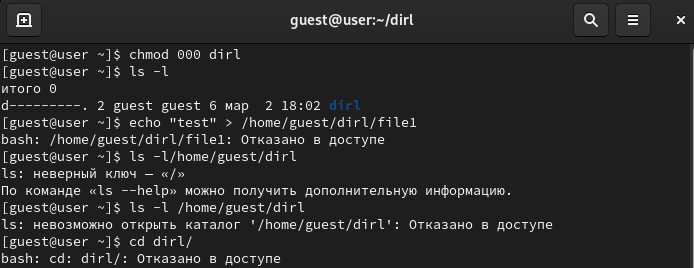 guest@user:~/dirl
[guest@user ~]$ chmod 000 dirl
[guest@user ~]$ ls -l
итого 0
d---------. 2 guest guest 6 мар  2 18:02 dirl
[guest@user ~]$ echo "test" > /home/guest/dirl/file1
bash: /home/guest/dirl/file1: Отказано в доступе
[guest@user ~]$ ls -l/home/guest/dirl
ls: неверный ключ — «/»
По команде «ls --help» можно получить дополнительную информацию.
[guest@user ~]$ ls -l /home/guest/dirl
ls: невозможно открыть каталог '/home/guest/dirl': Отказано в доступе
[guest@user ~]$ cd dirl/
bash: cd: dirl/: Отказано в доступе